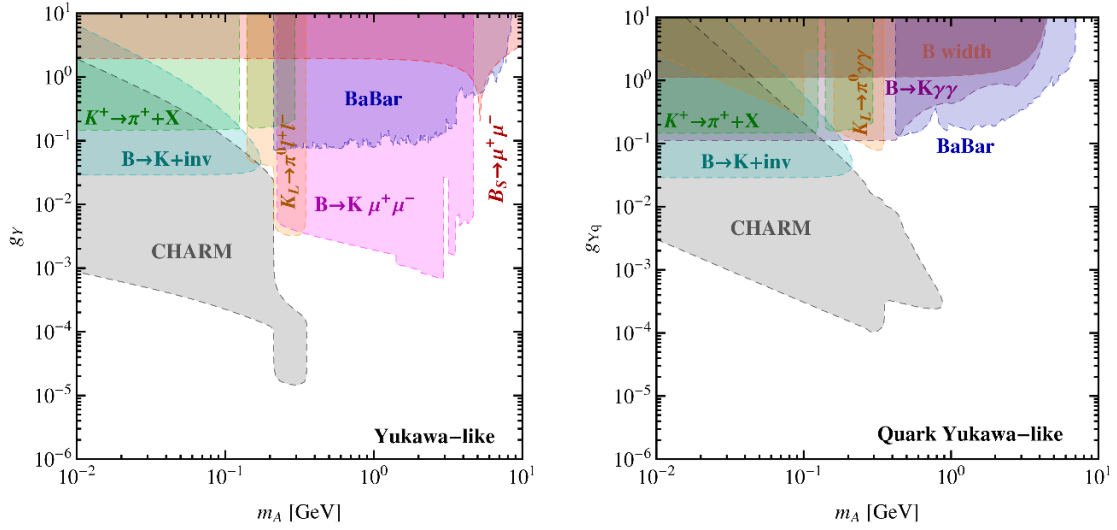 10^1
10^0
10^-1
10^-2
10^-3
10^-4
10^-5
10^-6
g_Y
K^+→π^+ + X
B→K+inv
CHARM
K_L→π^0 l^+ l^-
BaBar
B→K μ^+ μ^-
B_S→μ^+ μ^-
Yukawa−like
10^-2
10^-1
10^0
10^1
m_A [GeV]
10^1
10^0
10^-1
10^-2
10^-3
10^-4
10^-5
10^-6
g_Yq
K^+→π^+ + X
B→K+inv
CHARM
K_L→π^0 γγ
B width
B→Kγγ
BaBar
Quark Yukawa−like
10^-2
10^-1
10^0
10^1
m_A [GeV]